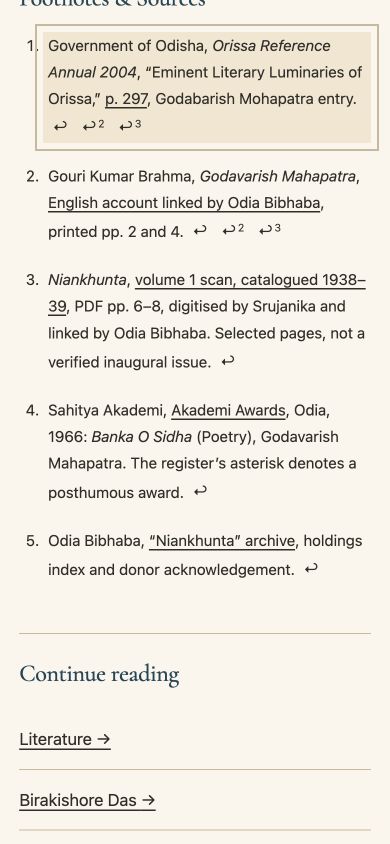 Footnotes & Sources
1. Government of Odisha, Orissa Reference
Annual 2004, “Eminent Literary Luminaries of
Orissa,” p. 297, Godabarish Mohapatra entry.
↩ ↩2 ↩3
2. Gouri Kumar Brahma, Godavarish Mahapatra,
English account linked by Odia Bibhaba,
printed pp. 2 and 4. ↩ ↩2 ↩3
3. Niankhunta, volume 1 scan, catalogued 1938–
39, PDF pp. 6–8, digitised by Srujanika and
linked by Odia Bibhaba. Selected pages, not a
verified inaugural issue. ↩
4. Sahitya Akademi, Akademi Awards, Odia,
1966: Banka O Sidha (Poetry), Godavarish
Mahapatra. The register’s asterisk denotes a
posthumous award. ↩
5. Odia Bibhaba, “Niankhunta” archive, holdings
index and donor acknowledgement. ↩
Continue reading
Literature →
Birakishore Das →